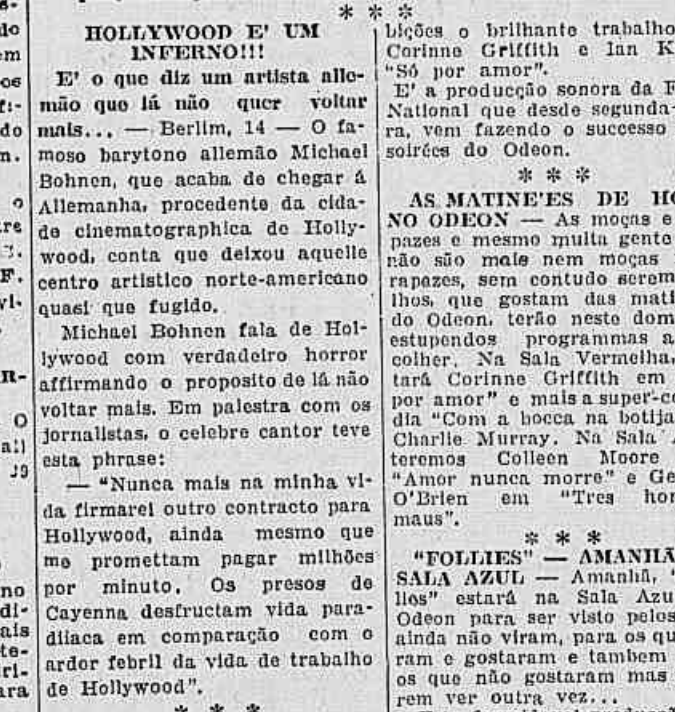 * * *
HOLLYWOOD E' UM
INFERNO!!!
E' o que diz um artista alle-
mão que lá não quer voltar
mais... — Berlim, 14 — O fa-
moso barytono allemão Michael
Bohnen, que acaba de chegar á
Allemanha, procedente da cida-
de cinematographica de Holly-
wood, conta que deixou aquelle
centro artistico norte-americano
quasi que fugido.
Michael Bohnen fala de Hol-
lywood com verdadeiro horror
affirmando o proposito de lá não
voltar mais. Em palestra com os
jornalistas, o celebre cantor teve
esta phrase:
— "Nunca mais na minha vi-
da firmarei outro contracto para
Hollywood, ainda mesmo que
me promettam pagar milhões
por minuto. Os presos de
Cayenna desfructam vida para-
diiaca em comparação com o
ardor febril da vida de trabalho
de Hollywood".
* * *
bições o brilhante trabalho
Corinne Griffith e Ian K
"Só por amor".
E' a producção sonora da F
National que desde segunda-
ra, vem fazendo o successo
soirées do Odeon.
* * *
AS MATINE'ES DE HO
NO ODEON — As moças e
pazes e mesmo muita gente
não são mais nem moças
rapazes, sem contudo serem
lhos, que gostam das mati
do Odeon, terão neste dom
estupendos programmas a
colher. Na Sala Vermelha,
tará Corinne Griffith em
por amor" e mais a super-co
dia "Com a bocca na botija
Charlie Murray. Na Sala
teremos Colleen Moore
"Amor nunca morre" e Ge
O'Brien em "Tres hor
maus".
* * *
"FOLLIES" — AMANHÃ
SALA AZUL — Amanhã, "
lies" estará na Sala Azu
Odeon para ser visto pelos
ainda não viram, para os qu
ram e gostaram e tambem
os que não gostaram mas
rem ver outra vez...